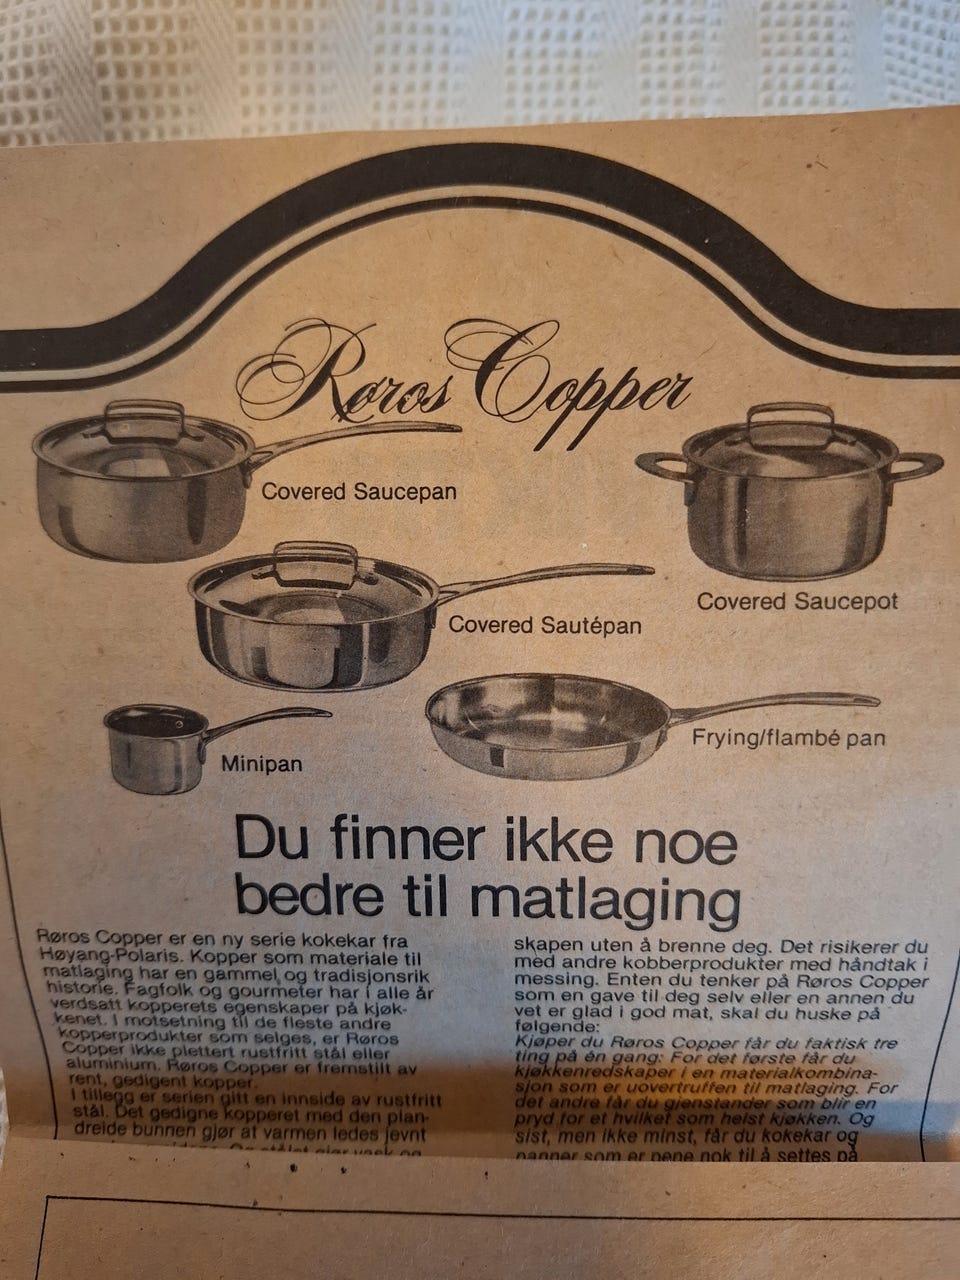 Røros Copper
Covered Saucepan
Covered Saucepot
Covered Sautépan
Frying/flambé pan
Minipan
Du finner ikke noe
bedre til matlaging
Røros Copper er en ny serie kokekar fra
Høyang-Polaris. Kopper som materiale til
matlaging har en gammel og tradisjonsrik
historie. Fagfolk og gourmeter har i alle år
verdsatt kopperets egenskaper på kjøk-
kenet. I motsetning til de fleste andre
kopperprodukter som selges, er Røros
Copper ikke plettert rustfritt stål eller
aluminium. Røros Copper er fremstilt av
rent, gedigent kopper.
I tillegg er serien gitt en innside av rustfritt
stål. Det gedigne kopperet med den plan-
dreide bunnen gjør at varmen ledes jevnt
skapen uten å brenne deg. Det risikerer du
med andre kobberprodukter med håndtak i
messing. Enten du tenker på Røros Copper
som en gave til deg selv eller en annen du
vet er glad i god mat, skal du huske på
følgende:
Kjøper du Røros Copper får du faktisk tre
ting på én gang: For det første får du
kjøkkenredskaper i en materialkombina-
sjon som er uovertruffen til matlaging. For
det andre får du gjenstander som blir en
pryd for et hvilket som helst kjøkken. Og
sist, men ikke minst, får du kokekar og
panner som er pene nok til å settes på